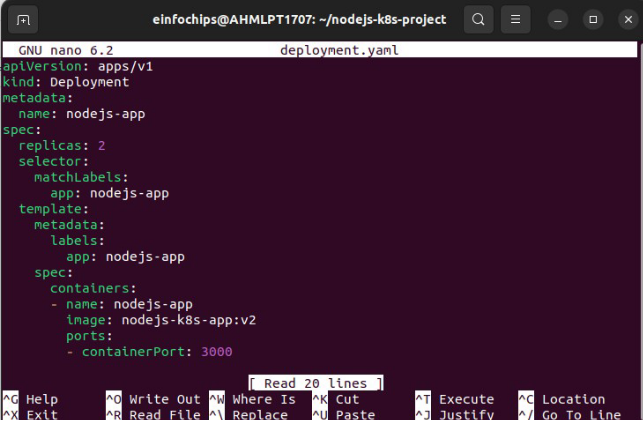 einfochips@AHMLPT1707: ~/nodejs-k8s-project
GNU nano 6.2 deployment.yaml
apiVersion: apps/v1
kind: Deployment
metadata:
  name: nodejs-app
spec:
  replicas: 2
  selector:
    matchLabels:
      app: nodejs-app
  template:
    metadata:
      labels:
        app: nodejs-app
    spec:
      containers:
      - name: nodejs-app
        image: nodejs-k8s-app:v2
        ports:
        - containerPort: 3000
[ Read 20 lines ]
^G Help ^O Write Out ^W Where Is ^K Cut ^T Execute ^C Location
^X Exit ^R Read File ^\ Replace ^U Paste ^J Justify ^/ Go To Line